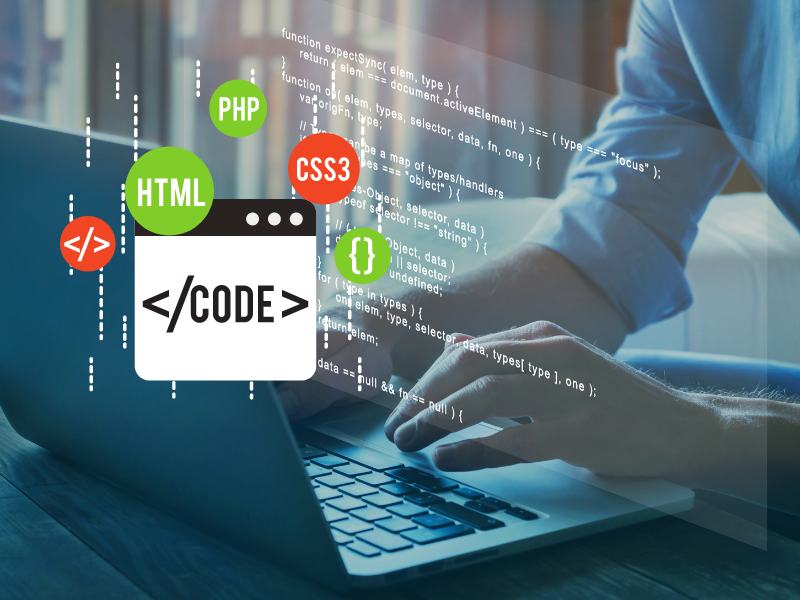 function expectSync( elem, type ) {
return ( elem === document.activeElement ) === ( type === "focus" );
}
function on( elem, types, selector, data, fn, one ) {
var origFn, type;
// Types can be a map of types/handlers
types === "object" ) {
-Object, selector, data )
typeof selector !== "string" ) {
Object, data )
|| selector;
undefined;
}
for ( type in types ) {
on( elem, type, selector, data, types[ type ], one );
}
return elem;
data == null && fn == null ) {
PHP
HTML
CSS3
</>
{}
</CODE>